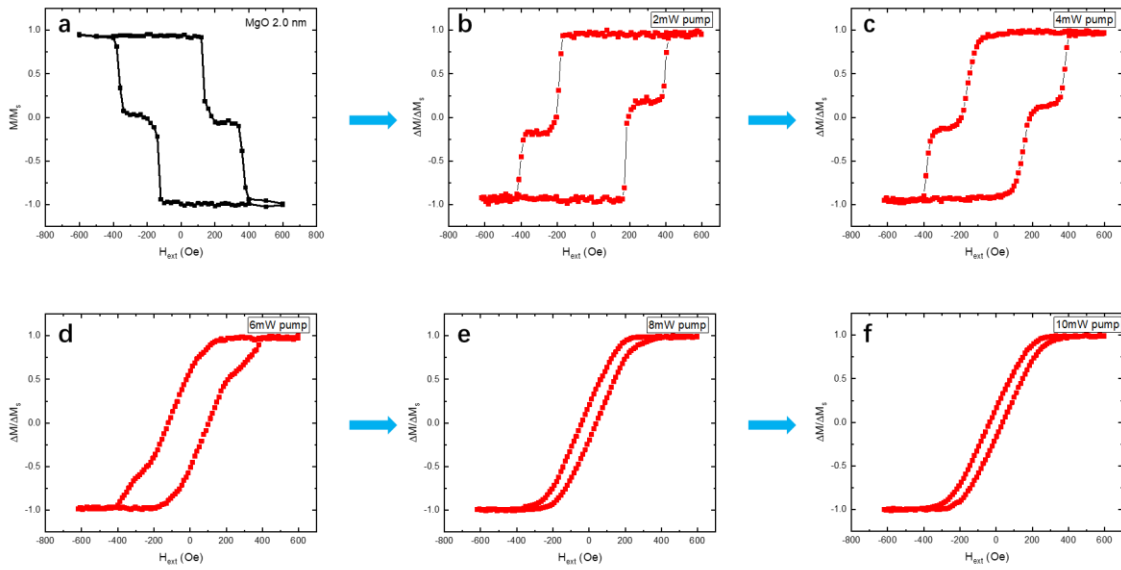 a
MgO 2.0 nm
M/Mₛ
1.0
0.5
0.0
-0.5
-1.0
-800 -600 -400 -200 0 200 400 600 800
Hₑₓₜ (Oe)
b
2mW pump
ΔM/ΔMₛ
1.0
0.5
0.0
-0.5
-1.0
-800 -600 -400 -200 0 200 400 600
Hₑₓₜ (Oe)
c
4mW pump
ΔM/ΔMₛ
1.0
0.5
0.0
-0.5
-1.0
-800 -600 -400 -200 0 200 400 600
Hₑₓₜ (Oe)
d
6mW pump
ΔM/ΔMₛ
1.0
0.5
0.0
-0.5
-1.0
-800 -600 -400 -200 0 200 400 600
Hₑₓₜ (Oe)
e
8mW pump
ΔM/ΔMₛ
1.0
0.5
0.0
-0.5
-1.0
-800 -600 -400 -200 0 200 400 600
Hₑₓₜ (Oe)
f
10mW pump
ΔM/ΔMₛ
1.0
0.5
0.0
-0.5
-1.0
-800 -600 -400 -200 0 200 400 600
Hₑₓₜ (Oe)